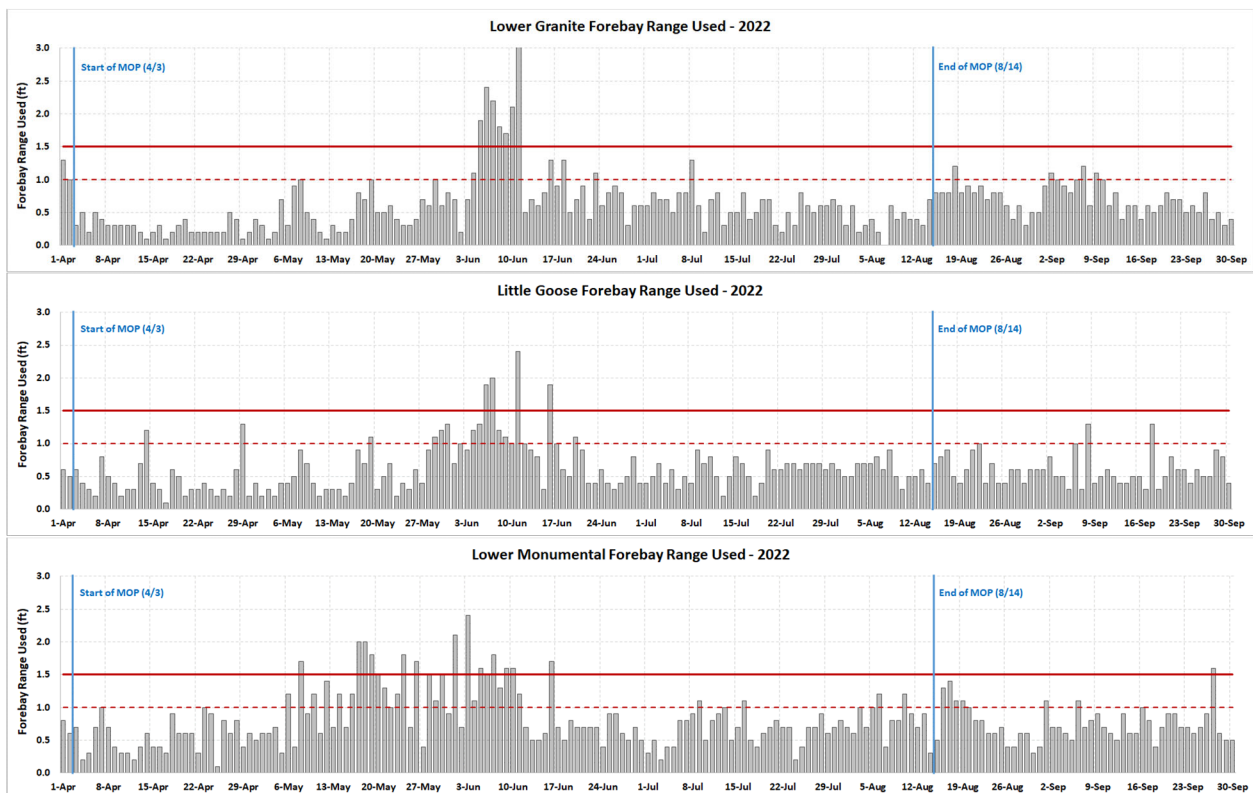 Lower Granite Forebay Range Used - 2022
Forebay Range Used (ft)
3.0
2.5
2.0
1.5
1.0
0.5
0.0
Start of MOP (4/3)
End of MOP (8/14)
1-Apr 8-Apr 15-Apr 22-Apr 29-Apr 6-May 13-May 20-May 27-May 3-Jun 10-Jun 17-Jun 24-Jun 1-Jul 8-Jul 15-Jul 22-Jul 29-Jul 5-Aug 12-Aug 19-Aug 26-Aug 2-Sep 9-Sep 16-Sep 23-Sep 30-Sep
Little Goose Forebay Range Used - 2022
Forebay Range Used (ft)
3.0
2.5
2.0
1.5
1.0
0.5
0.0
Start of MOP (4/3)
End of MOP (8/14)
1-Apr 8-Apr 15-Apr 22-Apr 29-Apr 6-May 13-May 20-May 27-May 3-Jun 10-Jun 17-Jun 24-Jun 1-Jul 8-Jul 15-Jul 22-Jul 29-Jul 5-Aug 12-Aug 19-Aug 26-Aug 2-Sep 9-Sep 16-Sep 23-Sep 30-Sep
Lower Monumental Forebay Range Used - 2022
Forebay Range Used (ft)
3.0
2.5
2.0
1.5
1.0
0.5
0.0
Start of MOP (4/3)
End of MOP (8/14)
1-Apr 8-Apr 15-Apr 22-Apr 29-Apr 6-May 13-May 20-May 27-May 3-Jun 10-Jun 17-Jun 24-Jun 1-Jul 8-Jul 15-Jul 22-Jul 29-Jul 5-Aug 12-Aug 19-Aug 26-Aug 2-Sep 9-Sep 16-Sep 23-Sep 30-Sep